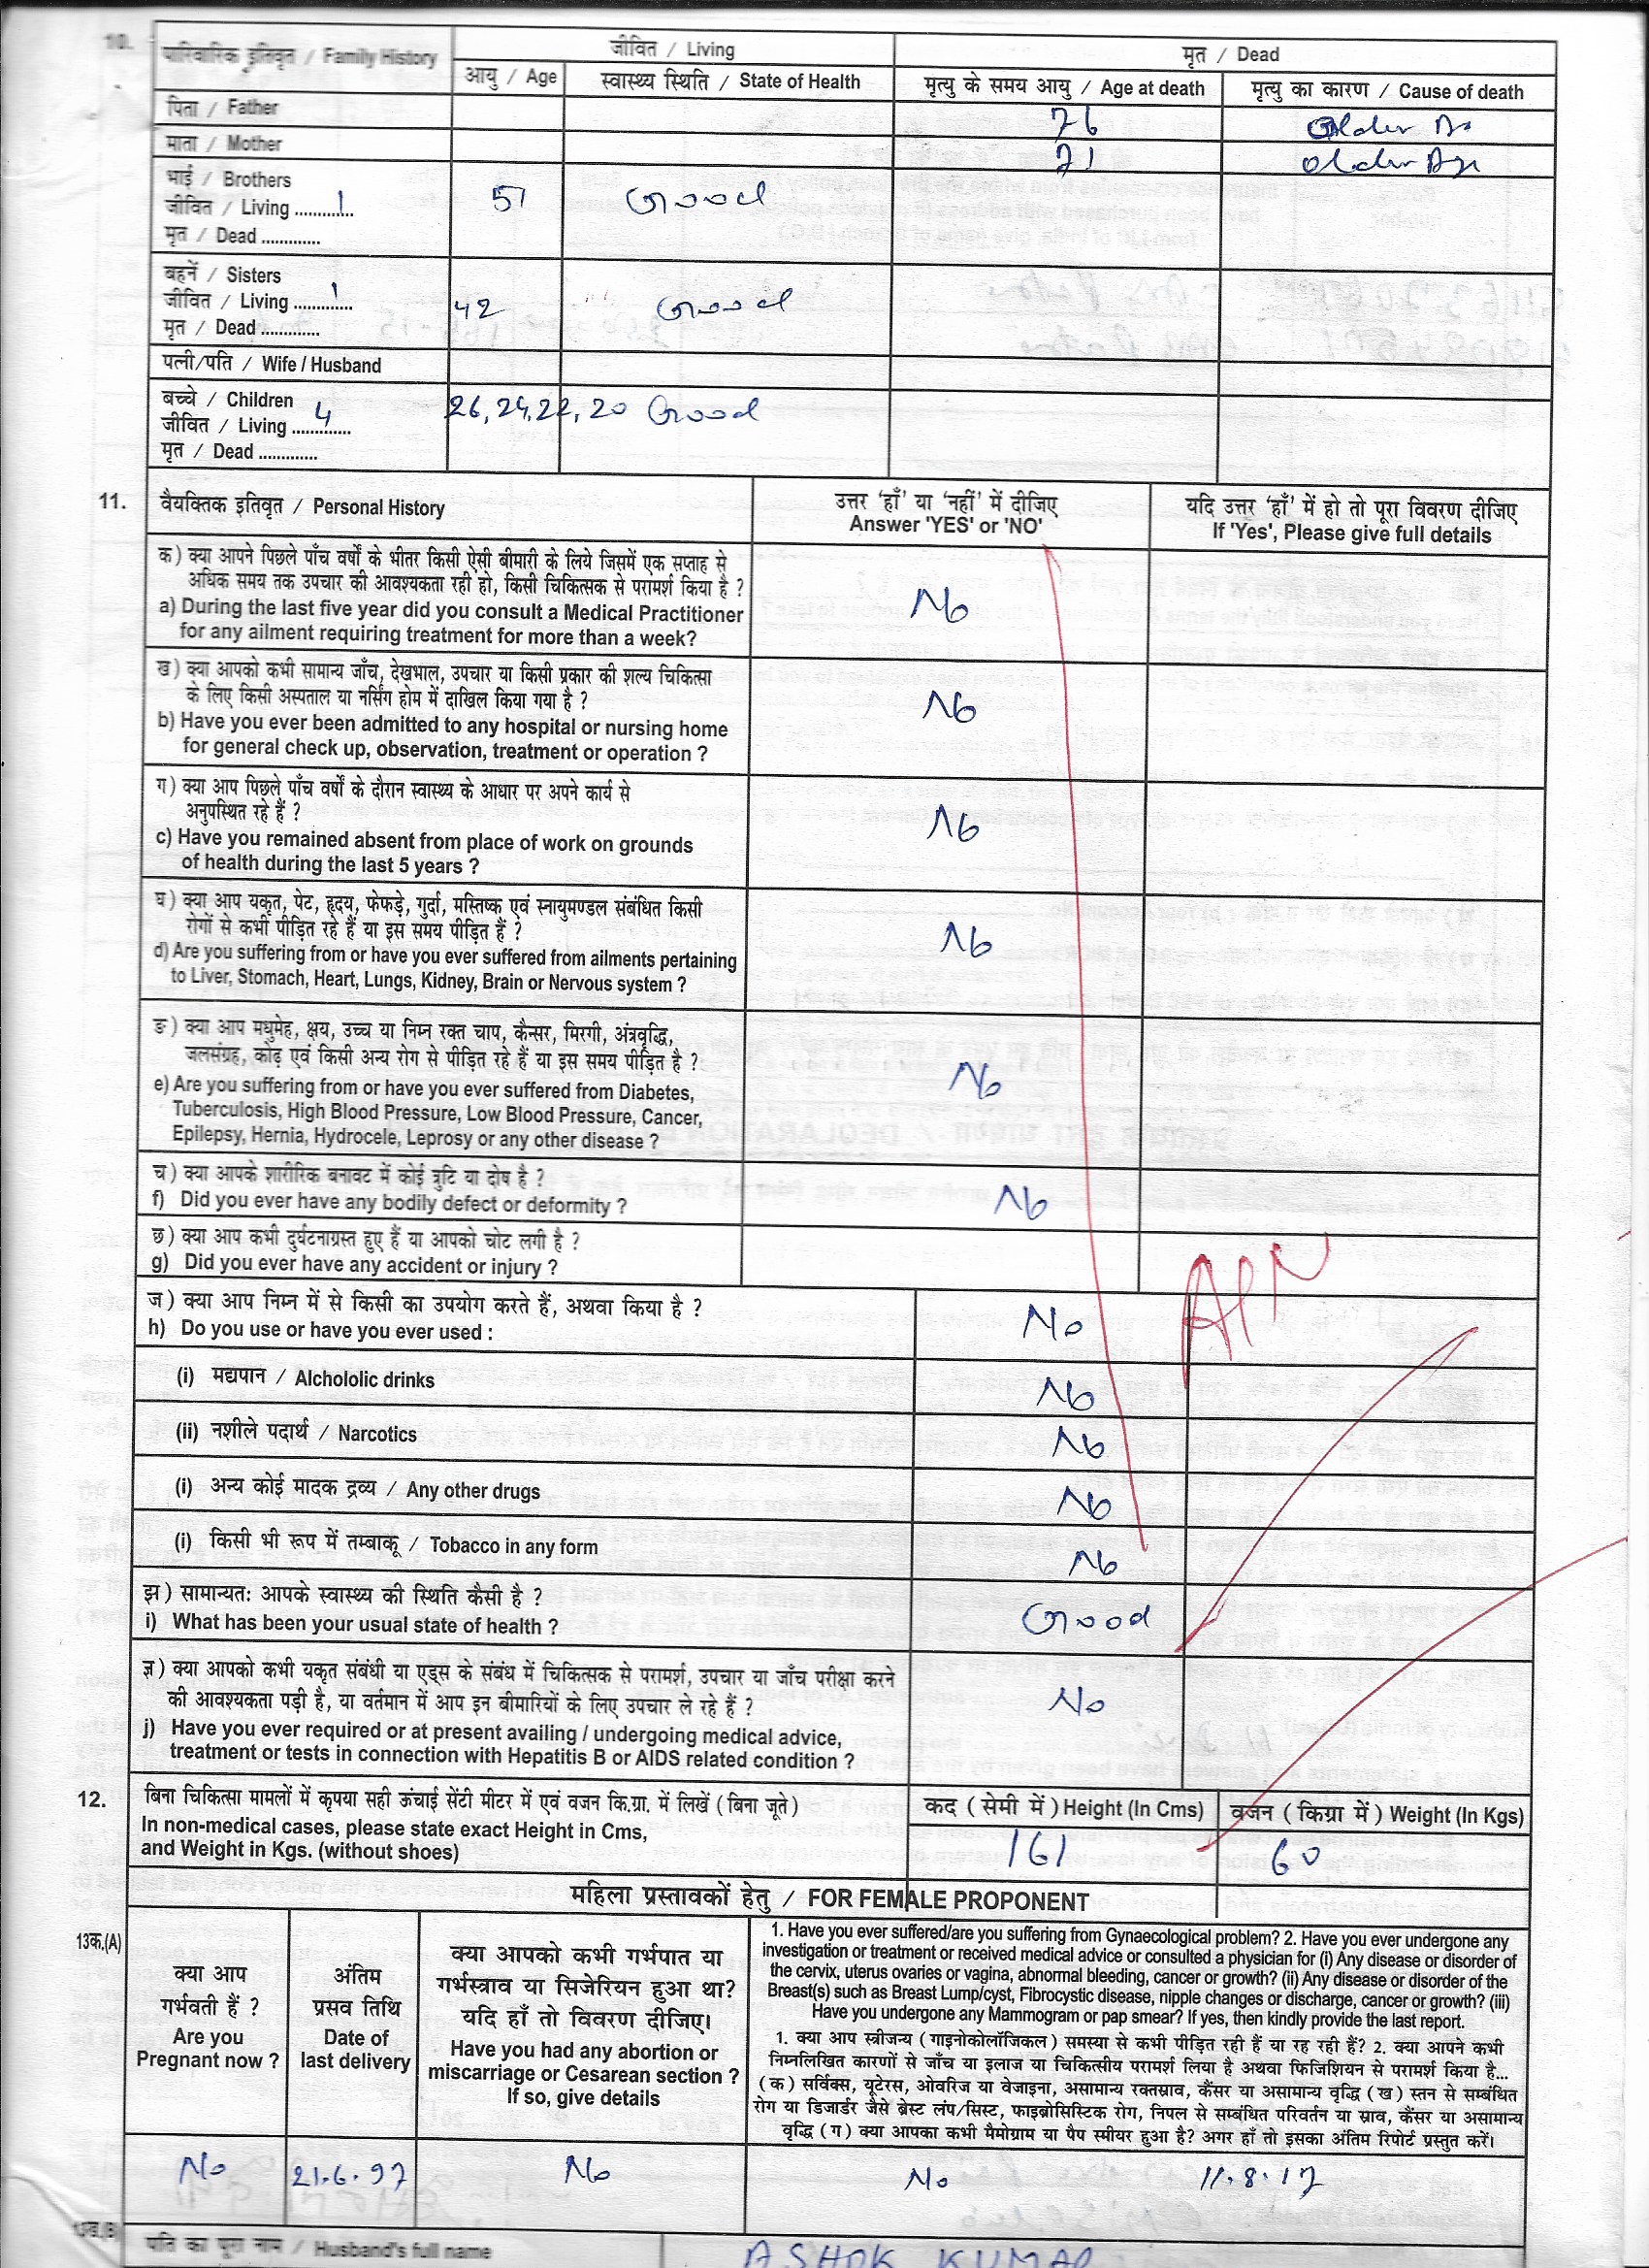 10. पारिवारिक इतिवृत / Family History जीवित / Living मृत / Dead
आयु / Age स्वास्थ्य स्थिति / State of Health मृत्यु के समय आयु / Age at death मृत्यु का कारण / Cause of death
पिता / Father 76 Older
माता / Mother 71 older Age
भाई / Brothers
जीवित / Living ............ 1 51 Good
मृत / Dead .............
बहनें / Sisters
जीवित / Living ............ 1 42 Good
मृत / Dead .............
पत्नी/पति / Wife / Husband
बच्चे / Children 26, 24, 22, 20 Good
जीवित / Living ............. 4
मृत / Dead .............
11. वैयक्तिक इतिवृत / Personal History उत्तर 'हाँ' या 'नहीं' में दीजिए यदि उत्तर 'हाँ' में हो तो पूरा विवरण दीजिए
Answer 'YES' or 'NO' If 'Yes', Please give full details
क) क्या आपने पिछले पाँच वर्षों के भीतर किसी ऐसी बीमारी के लिये जिसमें एक सप्ताह से
अधिक समय तक उपचार की आवश्यकता रही हो, किसी चिकित्सक से परामर्श किया है ?
a) During the last five year did you consult a Medical Practitioner No
for any ailment requiring treatment for more than a week?
ख) क्या आपको कभी सामान्य जाँच, देखभाल, उपचार या किसी प्रकार की शल्य चिकित्सा
के लिए किसी अस्पताल या नर्सिंग होम में दाखिल किया गया है ? No
b) Have you ever been admitted to any hospital or nursing home
for general check up, observation, treatment or operation ?
ग) क्या आप पिछले पाँच वर्षों के दौरान स्वास्थ्य के आधार पर अपने कार्य से
अनुपस्थित रहे हैं ? No
c) Have you remained absent from place of work on grounds
of health during the last 5 years ?
घ) क्या आप यकृत, पेट, हृदय, फेफड़े, गुर्दा, मस्तिष्क एवं स्नायुमण्डल संबंधित किसी
रोगों से कभी पीड़ित रहे हैं या इस समय पीड़ित हैं ? No
d) Are you suffering from or have you ever suffered from ailments pertaining
to Liver, Stomach, Heart, Lungs, Kidney, Brain or Nervous system ?
ङ) क्या आप मधुमेह, क्षय, उच्च या निम्न रक्त चाप, कैन्सर, मिरगी, अंत्रवृद्धि,
जलसंग्रह, कोढ़ एवं किसी अन्य रोग से पीड़ित रहे हैं या इस समय पीड़ित है ?
e) Are you suffering from or have you ever suffered from Diabetes, No
Tuberculosis, High Blood Pressure, Low Blood Pressure, Cancer,
Epilepsy, Hernia, Hydrocele, Leprosy or any other disease ?
च) क्या आपके शारीरिक बनावट में कोई त्रुटि या दोष है ?
f) Did you ever have any bodily defect or deformity ? No
छ) क्या आप कभी दुर्घटनाग्रस्त हुए हैं या आपको चोट लगी है ?
g) Did you ever have any accident or injury ?
ज) क्या आप निम्न में से किसी का उपयोग करते हैं, अथवा किया है ?
h) Do you use or have you ever used : No
(i) मद्यपान / Alchololic drinks No
(ii) नशीले पदार्थ / Narcotics No
(i) अन्य कोई मादक द्रव्य / Any other drugs No
(i) किसी भी रूप में तम्बाकू / Tobacco in any form No
झ) सामान्यतः आपके स्वास्थ्य की स्थिति कैसी है ?
i) What has been your usual state of health ? Good
ञ) क्या आपको कभी यकृत संबंधी या एड्स के संबंध में चिकित्सक से परामर्श, उपचार या जाँच परीक्षा करने
की आवश्यकता पड़ी है, या वर्तमान में आप इन बीमारियों के लिए उपचार ले रहे हैं ? No
j) Have you ever required or at present availing / undergoing medical advice,
treatment or tests in connection with Hepatitis B or AIDS related condition ?
12. बिना चिकित्सा मामलों में कृपया सही ऊंचाई सेंटी मीटर में एवं वजन कि.ग्रा. में लिखें (बिना जूते) कद (सेमी में) Height (In Cms) वजन (किग्रा में) Weight (In Kgs)
In non-medical cases, please state exact Height in Cms,
and Weight in Kgs. (without shoes) 161 60
महिला प्रस्तावकों हेतु / FOR FEMALE PROPONENT
13क.(A)
क्या आप
गर्भवती हैं ?
Are you
Pregnant now ?
अंतिम
प्रसव तिथि
Date of
last delivery
क्या आपको कभी गर्भपात या
गर्भस्त्राव या सिजेरियन हुआ था?
यदि हाँ तो विवरण दीजिए।
Have you had any abortion or
miscarriage or Cesarean section ?
If so, give details
1. Have you ever suffered/are you suffering from Gynaecological problem? 2. Have you ever undergone any
investigation or treatment or received medical advice or consulted a physician for (i) Any disease or disorder of
the cervix, uterus ovaries or vagina, abnormal bleeding, cancer or growth? (ii) Any disease or disorder of the
Breast(s) such as Breast Lump/cyst, Fibrocystic disease, nipple changes or discharge, cancer or growth? (iii)
Have you undergone any Mammogram or pap smear? If yes, then kindly provide the last report.
1. क्या आप स्त्रीजन्य (गाइनोकोलॉजिकल) समस्या से कभी पीड़ित रही हैं या रह रही हैं? 2. क्या आपने कभी
निम्नलिखित कारणों से जाँच या इलाज या चिकित्सीय परामर्श लिया है अथवा फिजिशियन से परामर्श किया है...
(क) सर्विक्स, यूटेरस, ओवरिज या वेजाइना, असामान्य रक्तस्राव, कैंसर या असामान्य वृद्धि (ख) स्तन से सम्बंधित
रोग या डिजार्डर जैसे ब्रेस्ट लंप/सिस्ट, फाइब्रोसिस्टिक रोग, निपल से सम्बंधित परिवर्तन या स्राव, कैंसर या असामान्य
वृद्धि (ग) क्या आपका कभी मैमोग्राम या पैप स्मीयर हुआ है? अगर हाँ तो इसका अंतिम रिपोर्ट प्रस्तुत करें।
No 21.6.97 No No 11.8.17
पति का पूरा नाम / Husband's full name ASHOK KUMAR